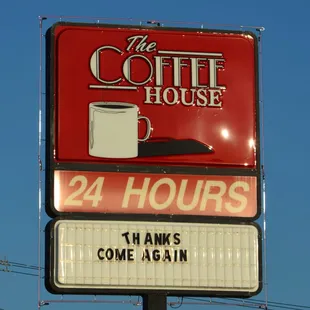 The
COFFEE
HOUSE
24 HOURS
THANKS
COME AGAIN